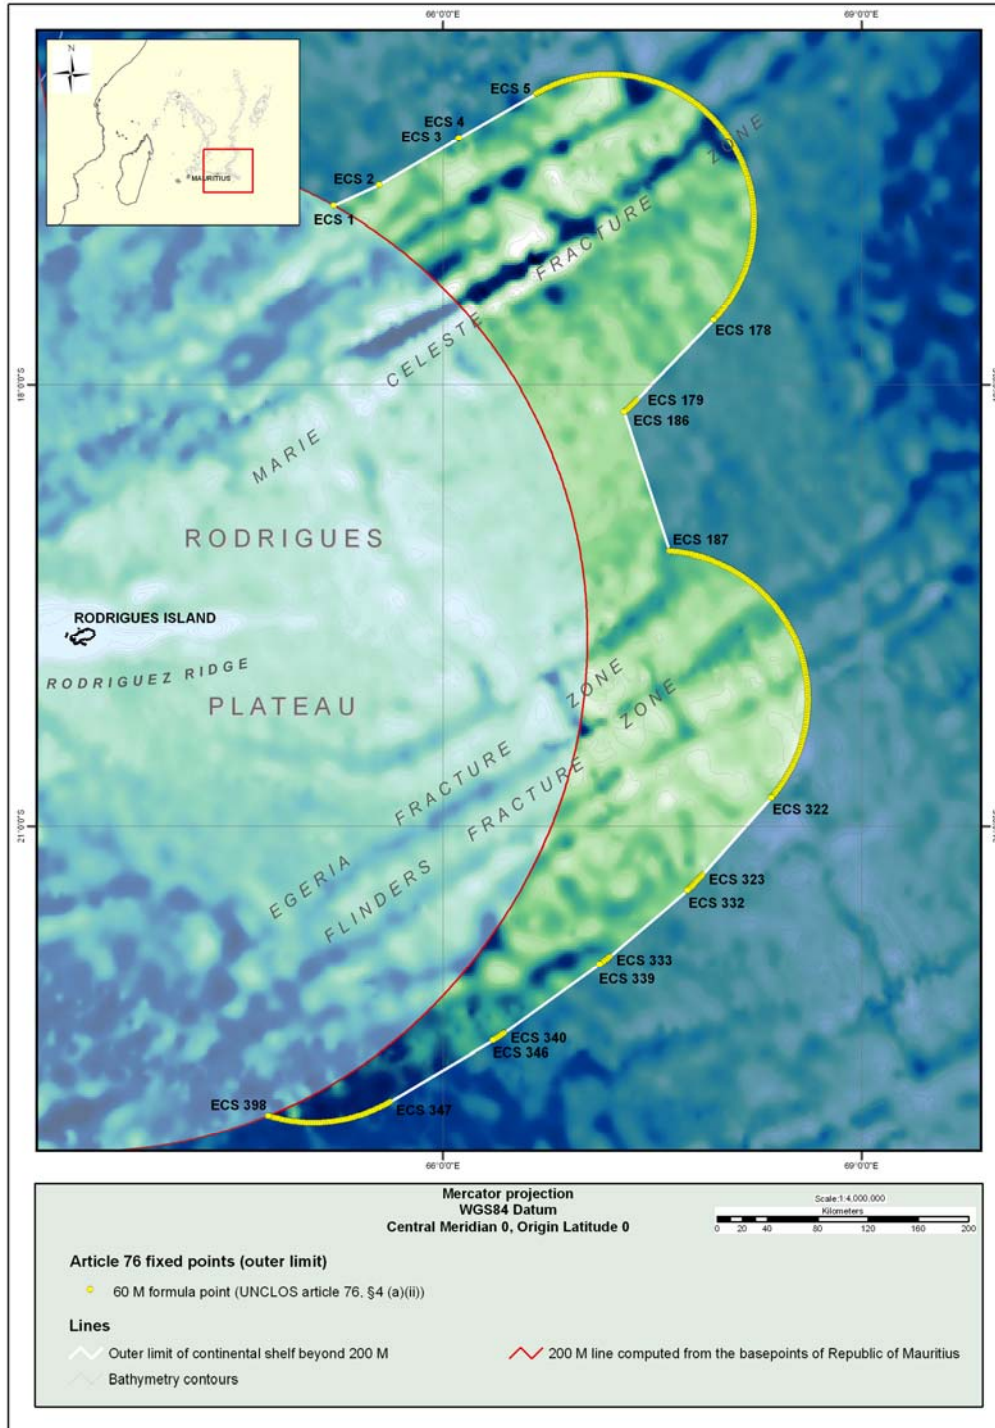 66°0'0"E
69°0'0"E
N
MAURITIUS
ECS 5
ECS 4
ECS 3
ECS 2
ECS 1
ZONE
FRACTURE
CELESTE
MARIE
ECS 178
18°0'0"S
ECS 179
ECS 186
RODRIGUES
ECS 187
RODRIGUES ISLAND
RODRIGUEZ RIDGE
PLATEAU
ZONE
ZONE
FRACTURE
FRACTURE
EGERIA
FLINDERS
ECS 322
21°0'0"S
ECS 323
ECS 332
ECS 333
ECS 339
ECS 340
ECS 346
ECS 347
ECS 398
66°0'0"E
69°0'0"E
Mercator projection
WGS84 Datum
Central Meridian 0, Origin Latitude 0
Scale:1:4,000,000
Kilometers
0 20 40 80 120 160 200
Article 76 fixed points (outer limit)
60 M formula point (UNCLOS article 76, §4 (a)(ii))
Lines
Outer limit of continental shelf beyond 200 M
200 M line computed from the basepoints of Republic of Mauritius
Bathymetry contours